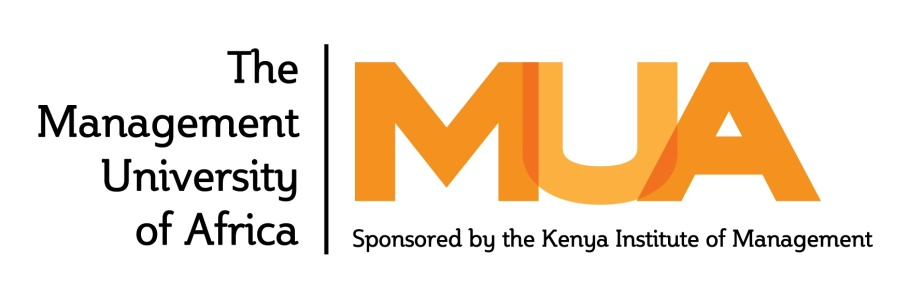 The
Management
University
of Africa
MUA
Sponsored by the Kenya Institute of Management